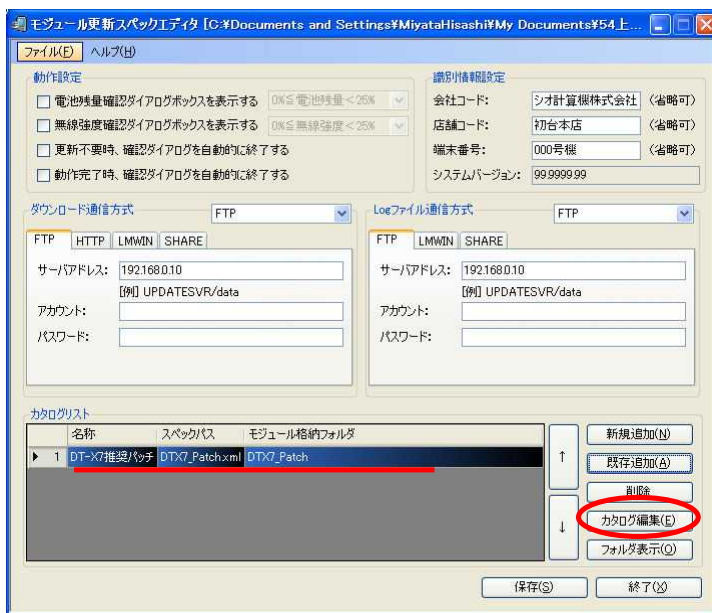 モジュール更新スペックエディタ [C:¥Documents and Settings¥MiyataHisashi¥My Documents¥54上...
ファイル(F) ヘルプ(H)
動作設定
電池残量確認ダイアログボックスを表示する 0%≦電池残量<25%
無線強度確認ダイアログボックスを表示する 0%≦無線強度<25%
更新不要時、確認ダイアログを自動的に終了する
動作完了時、確認ダイアログを自動的に終了する
識別情報設定
会社コード: シオ計算機株式会社 (省略可)
店舗コード: 初台本店 (省略可)
端末番号: 000号機 (省略可)
システムバージョン: 99.9999.99
ダウンロード通信方式 FTP
FTP HTTP LMWIN SHARE
サーバアドレス: 192.168.0.10
[例] UPDATESVR/data
アカウント:
パスワード:
Logファイル通信方式 FTP
FTP LMWIN SHARE
サーバアドレス: 192.168.0.10
[例] UPDATESVR/data
アカウント:
パスワード:
カタログリスト
名称 スペックパス モジュール格納フォルダ
1 DT-X7推奨パッチ DTX7_Patch.xml DTX7_Patch
↑
↓
新規追加(N)
既存追加(A)
削除
カタログ編集(E)
フォルダ表示(O)
保存(S) 終了(X)